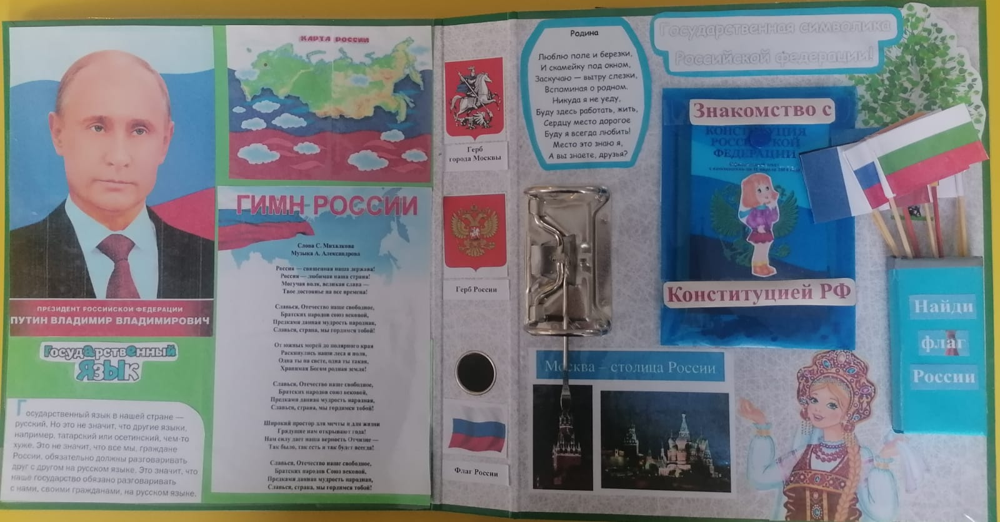 ПРЕЗИДЕНТ РОССИЙСКОЙ ФЕДЕРАЦИИ
ПУТИН ВЛАДИМИР ВЛАДИМИРОВИЧ
Государственный
язык
Государственный язык в нашей стране —
русский. Но это не значит, что другие языки,
например, татарский или осетинский, чем-то
хуже. Это не значит, что все мы, граждане
России, обязательно должны разговаривать
друг с другом на русском языке. Это значит, что
наше государство обязано разговаривать
с нами, своими гражданами, на русском языке.
КАРТА РОССИИ
ГИМН РОССИИ
Слова С. Михалкова
Музыка А. Александрова
Россия — священная наша держава!
Россия — любимая наша страна!
Могучая воля, великая слава —
Твое достоянье на все времена!
Славься, Отечество наше свободное,
Братских народов союз вековой,
Предками данная мудрость народная,
Славься, страна, мы гордимся тобой!
От южных морей до полярного края
Раскинулись наши леса и поля,
Одна ты на свете, одна ты такая,
Хранимая Богом родная земля!
Славься, Отечество наше свободное,
Братских народов союз вековой,
Предками данная мудрость народная,
Славься, страна, мы гордимся тобой!
Широкий простор для мечты и для жизни
Грядущие нам открывают года!
Нам силу дает наша верность Отчизне —
Так было, так есть и так будет всегда!
Славься, Отечество наше свободное,
Братских народов Союз вековой,
Предками данная мудрость народная,
Славься, страна, мы гордимся тобой!
Герб
города Москвы
Герб России
Флаг России
Родина
Люблю поле и березки,
И скамейку под окном,
Заскучаю — вытру слезки,
Вспоминая о родном.
Никуда я не уеду,
Буду здесь работать, жить,
Сердцу место дорогое
Буду я всегда любить!
Место это знаю я,
А вы знаете, друзья?
Государственная символика
Российской федерации!
Знакомство с
КОНСТИТУЦИЯ
РОССИЙСКОЙ
ФЕДЕРАЦИИ
Конституцией РФ
Москва – столица России
Найди
флаг
России